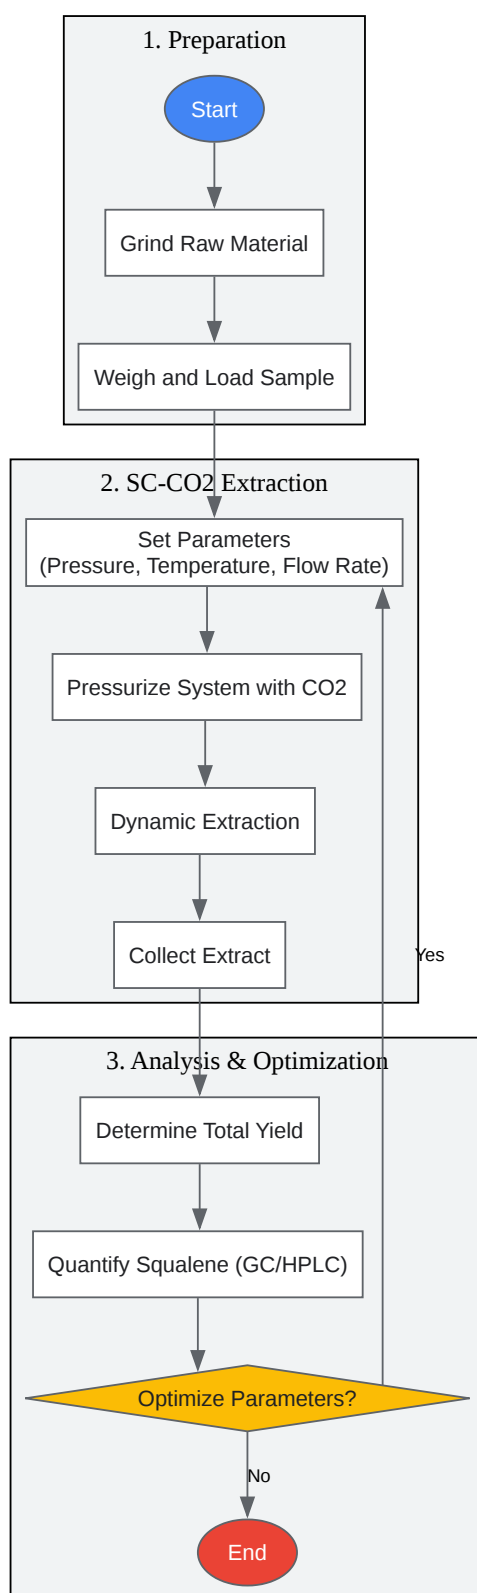 1. Preparation
Start
Grind Raw Material
Weigh and Load Sample
2. SC-CO2 Extraction
Set Parameters
(Pressure, Temperature, Flow Rate)
Pressurize System with CO2
Dynamic Extraction
Collect Extract
Yes
3. Analysis & Optimization
Determine Total Yield
Quantify Squalene (GC/HPLC)
Optimize Parameters?
No
End